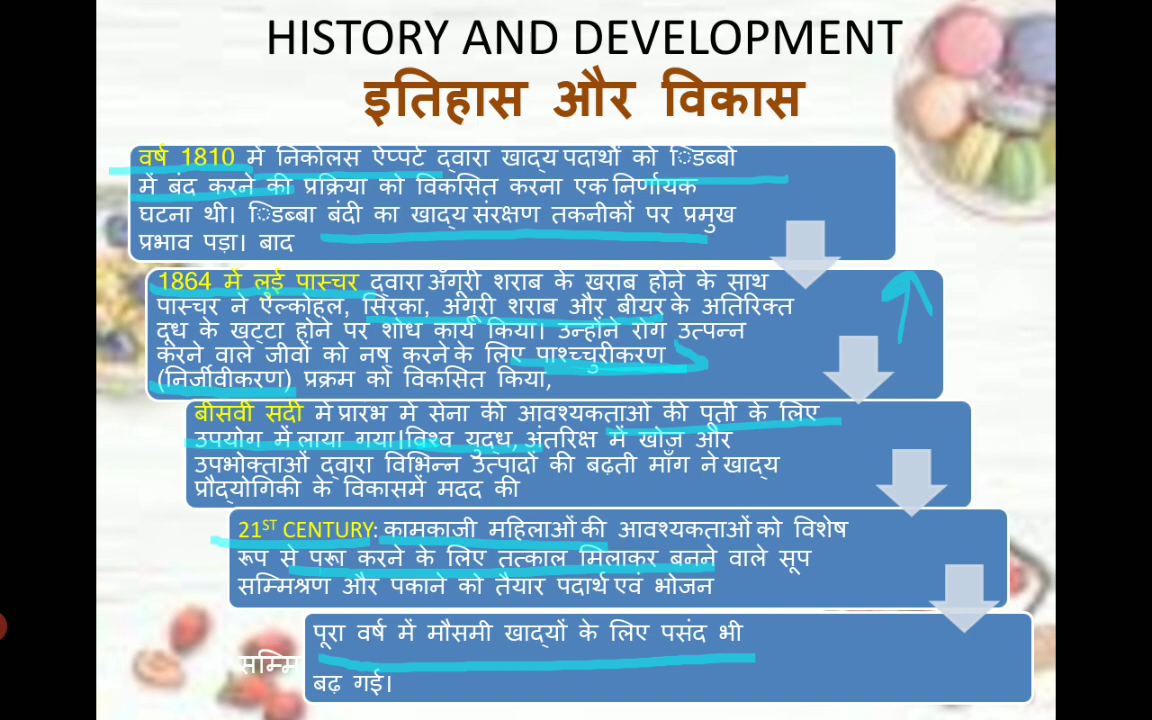 HISTORY AND DEVELOPMENT
इतिहास और विकास
वर्ष 1810 में निकोलस ऐप्पर्ट द्वारा खाद्य पदार्थों को िडब्बो
में बंद करने की प्रक्रिया को विकसित करना एक निर्णायक
घटना थी। िडब्बा बंदी का खाद्य संरक्षण तकनीकों पर प्रमुख
प्रभाव पड़ा। बाद
1864 में लूई पास्चर द्वारा अँगूरी शराब के खराब होने के साथ
पास्चर ने ऐल्कोहल, सिरका, अंगूरी शराब और बीयर के अतिरिक्त
दूध के खट्टा होने पर शोध कार्य किया। उन्होंने रोग उत्पन्न
करने वाले जीवों को नष् करने के लिए पाश्च्चुरीकरण
(निर्जीवीकरण) प्रक्रम को विकसित किया,
बीसवी सदी में प्रारंभ में सेना की आवश्यकताओं की पूर्ती के लिए
उपयोग में लाया गया।विश्व युद्ध, अंतरिक्ष में खोज और
उपभोक्ताओं द्वारा विभिन्न उत्पादों की बढ़ती माँग ने खाद्य
प्रौद्योगिकी के विकासमें मदद की
21ST CENTURY: कामकाजी महिलाओं की आवश्यकताओं को विशेष
रूप से परूा करने के लिए तत्काल मिलाकर बनने वाले सूप
सम्मिश्रण और पकाने को तैयार पदार्थ एवं भोजन
पूरा वर्ष में मौसमी खाद्यों के लिए पसंद भी
सम्मि
बढ़ गई।